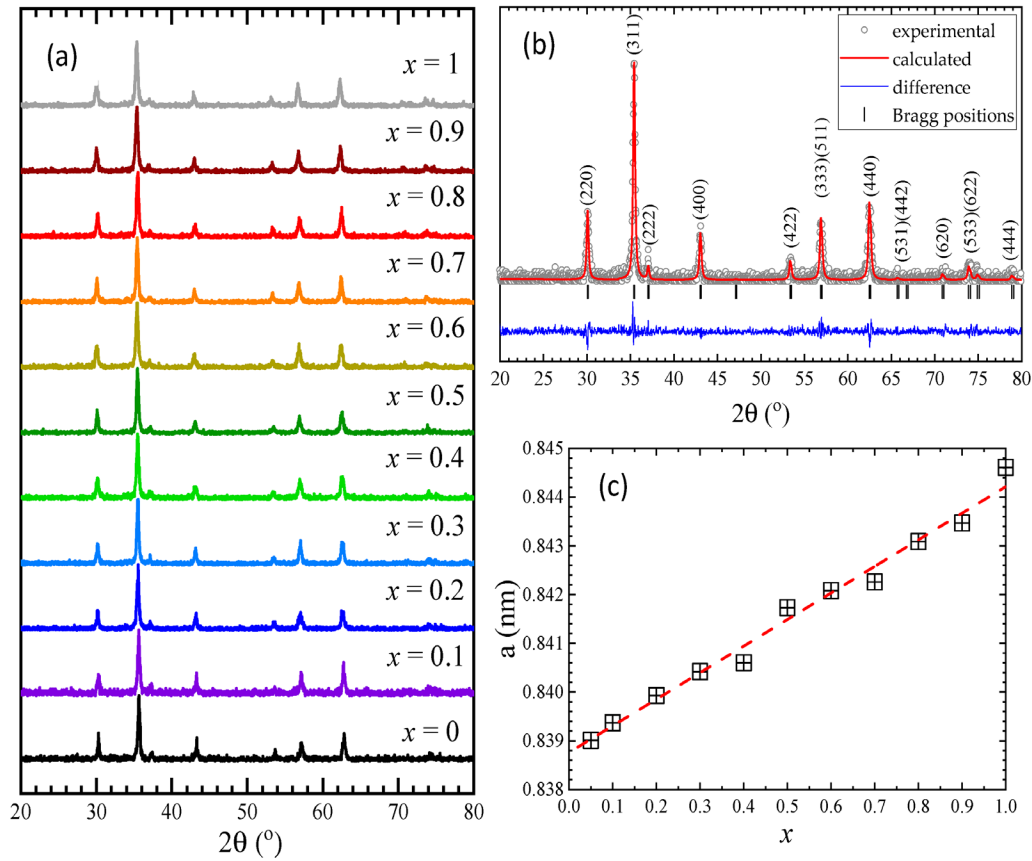 (a)
x = 1
x = 0.9
x = 0.8
x = 0.7
x = 0.6
x = 0.5
x = 0.4
x = 0.3
x = 0.2
x = 0.1
x = 0
20 30 40 50 60 70 80
2θ (°)
(b)
experimental
calculated
difference
Bragg positions
(220)
(311)
(222)
(400)
(422)
(333)(511)
(440)
(531)(442)
(620)
(533)(622)
(444)
20 25 30 35 40 45 50 55 60 65 70 75 80
2θ (°)
(c)
0.845
0.844
0.843
0.842
0.841
0.840
0.839
0.838
a (nm)
0.0 0.1 0.2 0.3 0.4 0.5 0.6 0.7 0.8 0.9 1.0
x